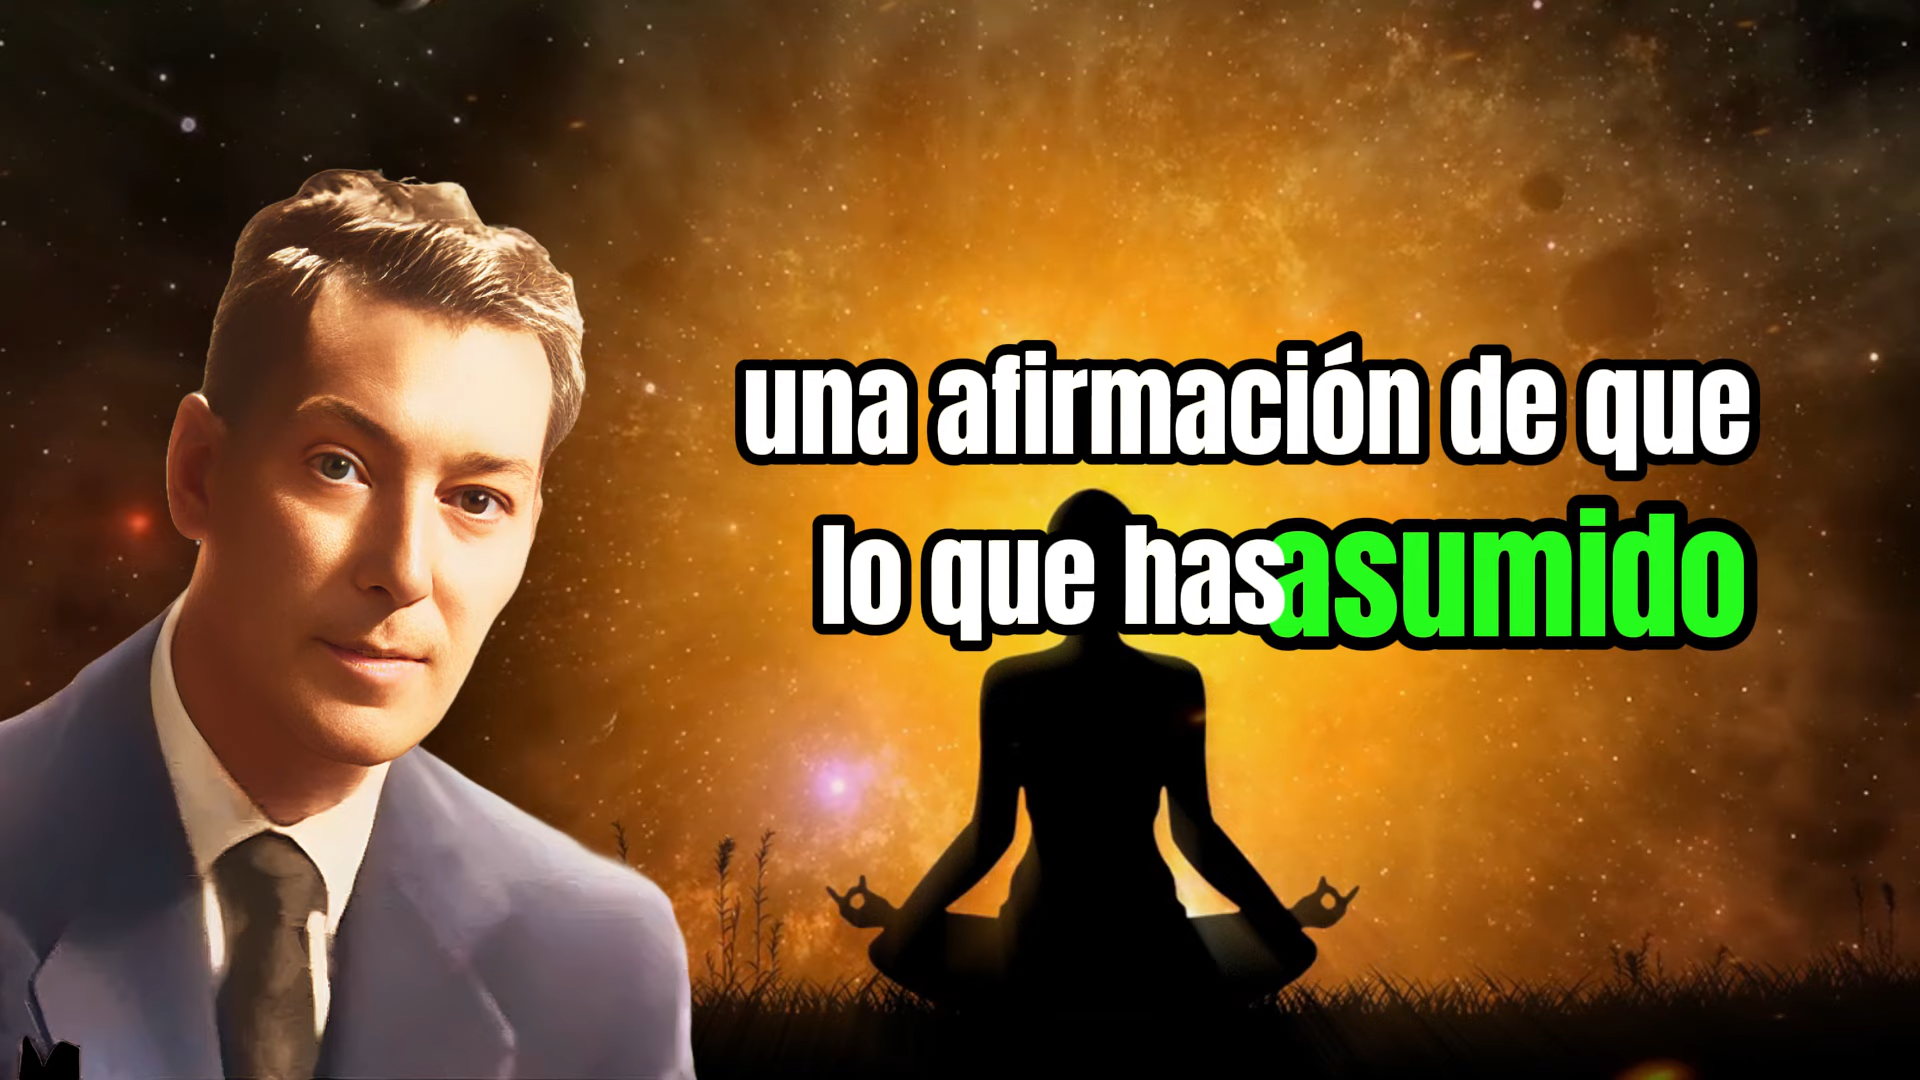 una afirmación de que
lo que has asumido